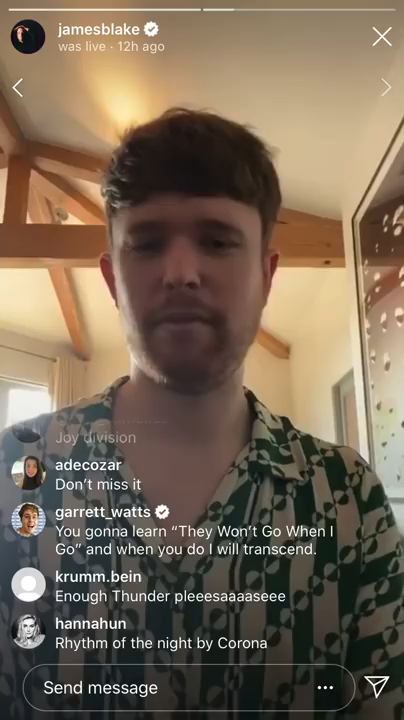 jamesblake
was live · 12h ago
Joy division
adecozar
Don't miss it
garrett_watts
You gonna learn “They Won't Go When I
Go” and when you do I will transcend.
krumm.bein
Enough Thunder pleeesaaaaseee
hannahun
Rhythm of the night by Corona
Send message